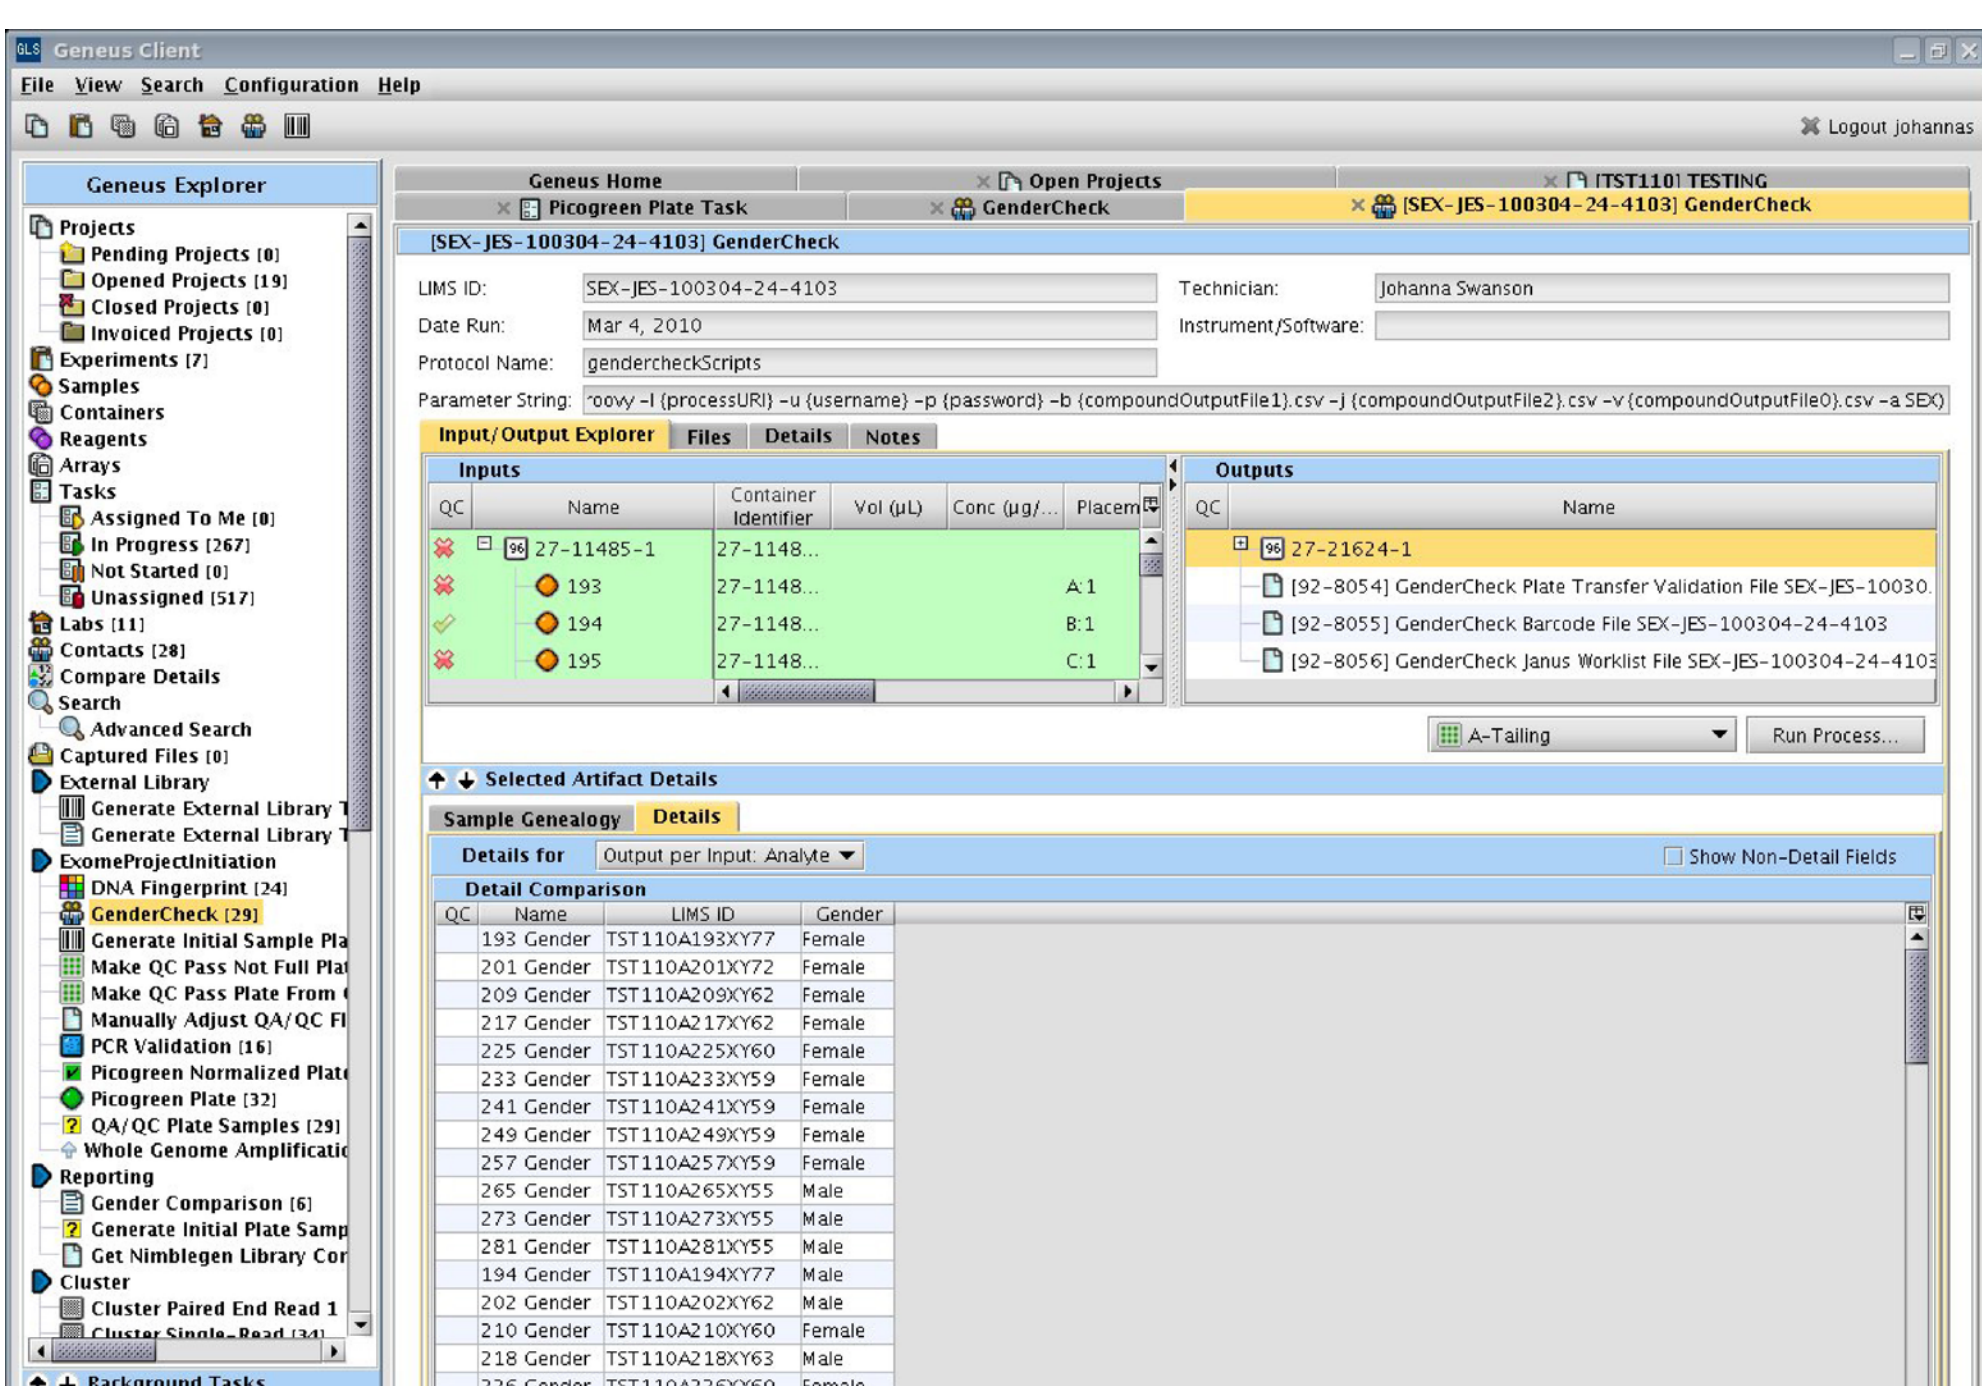 GLS Geneus Client
File View Search Configuration Help
Logout johannas
Geneus Explorer
Projects
Pending Projects [0]
Opened Projects [19]
Closed Projects [0]
Invoiced Projects [0]
Experiments [7]
Samples
Containers
Reagents
Arrays
Tasks
Assigned To Me [0]
In Progress [267]
Not Started [0]
Unassigned [517]
Labs [11]
Contacts [28]
Compare Details
Search
Advanced Search
Captured Files [0]
External Library
Generate External Library T
Generate External Library T
ExomeProjectInitiation
DNA Fingerprint [24]
GenderCheck [29]
Generate Initial Sample Pla
Make QC Pass Not Full Plat
Make QC Pass Plate From
Manually Adjust QA/QC Fl
PCR Validation [16]
Picogreen Normalized Plate
Picogreen Plate [32]
QA/QC Plate Samples [29]
Whole Genome Amplificatio
Reporting
Gender Comparison [6]
Generate Initial Plate Samp
Get Nimblegen Library Cor
Cluster
Cluster Paired End Read 1
Cluster Single-Read [34]
Background Tasks
Geneus Home Open Projects [TST110] TESTING
Picogreen Plate Task GenderCheck [SEX-JES-100304-24-4103] GenderCheck
[SEX-JES-100304-24-4103] GenderCheck
LIMS ID: SEX-JES-100304-24-4103 Technician: Johanna Swanson
Date Run: Mar 4, 2010 Instrument/Software:
Protocol Name: gendercheckScripts
Parameter String: roovy -l {processURI} -u {username} -p {password} -b {compoundOutputFile1}.csv -j {compoundOutputFile2}.csv -v {compoundOutputFile0}.csv -a SEX)
Input/Output Explorer Files Details Notes
Inputs
QC Name Container Identifier Vol (µL) Conc (µg/... Placem
96 27-11485-1 27-1148...
193 27-1148... A:1
194 27-1148... B:1
195 27-1148... C:1
Outputs
QC Name
96 27-21624-1
[92-8054] GenderCheck Plate Transfer Validation File SEX-JES-10030.
[92-8055] GenderCheck Barcode File SEX-JES-100304-24-4103
[92-8056] GenderCheck Janus Worklist File SEX-JES-100304-24-4103
A-Tailing Run Process...
Selected Artifact Details
Sample Genealogy Details
Details for Output per Input: Analyte Show Non-Detail Fields
Detail Comparison
QC Name LIMS ID Gender
193 Gender TST110A193XY77 Female
201 Gender TST110A201XY72 Female
209 Gender TST110A209XY62 Female
217 Gender TST110A217XY62 Female
225 Gender TST110A225XY60 Female
233 Gender TST110A233XY59 Female
241 Gender TST110A241XY59 Female
249 Gender TST110A249XY59 Female
257 Gender TST110A257XY59 Female
265 Gender TST110A265XY55 Male
273 Gender TST110A273XY55 Male
281 Gender TST110A281XY55 Male
194 Gender TST110A194XY77 Male
202 Gender TST110A202XY62 Male
210 Gender TST110A210XY60 Female
218 Gender TST110A218XY63 Male
226 Gender TST110A226XY60 Female